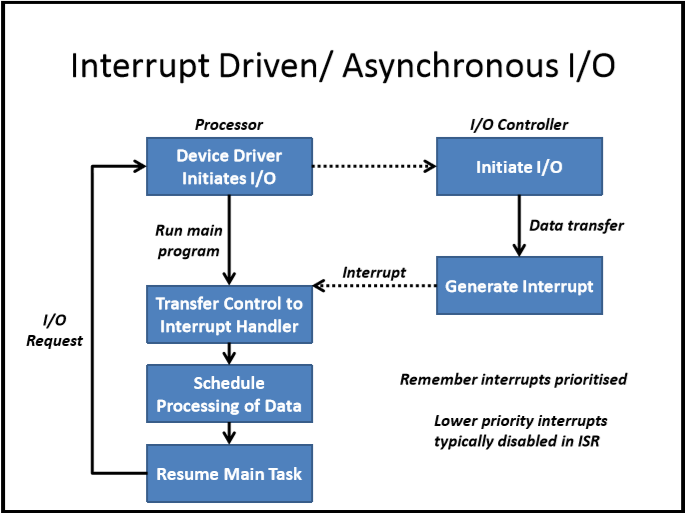 Interrupt Driven/ Asynchronous I/O
Processor
I/O Controller
Device Driver
Initiates I/O
Initiate I/O
Run main
program
Data transfer
Interrupt
Generate Interrupt
Transfer Control to
Interrupt Handler
I/O
Request
Schedule
Processing of Data
Remember interrupts prioritised
Lower priority interrupts
typically disabled in ISR
Resume Main Task